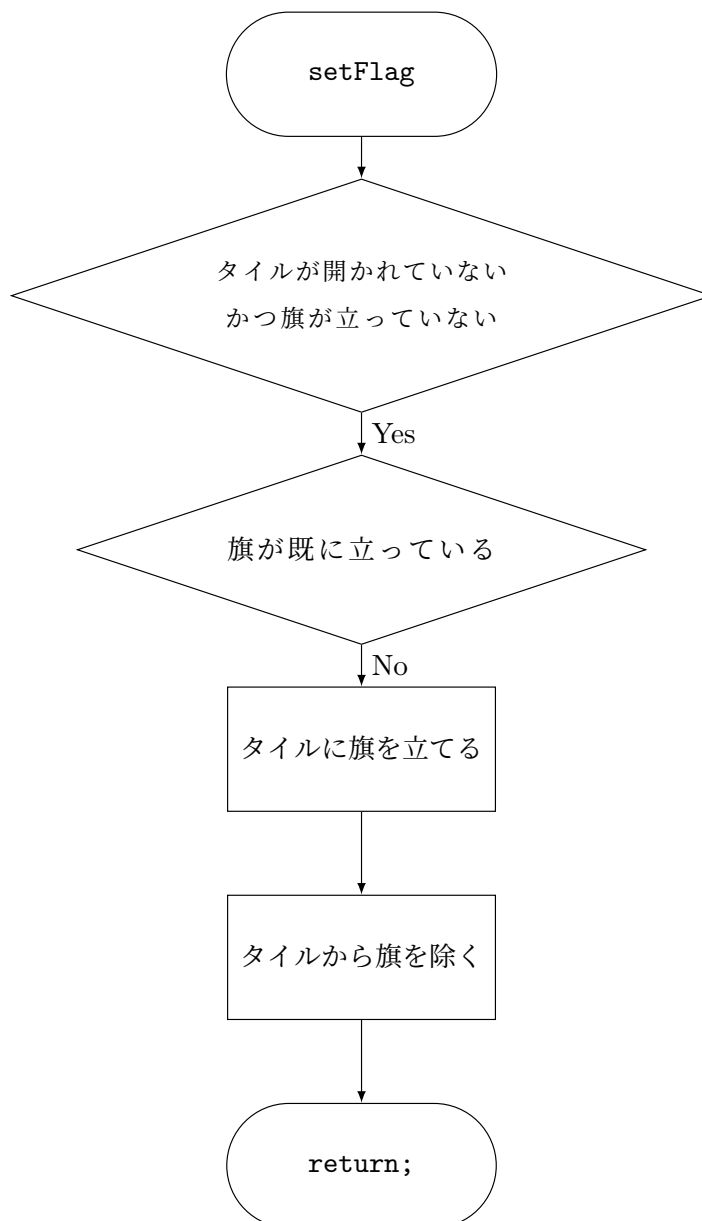 setFlag
タイルが開かれていない
かつ旗が立っていない
Yes
旗が既に立っている
No
タイルに旗を立てる
タイルから旗を除く
return;